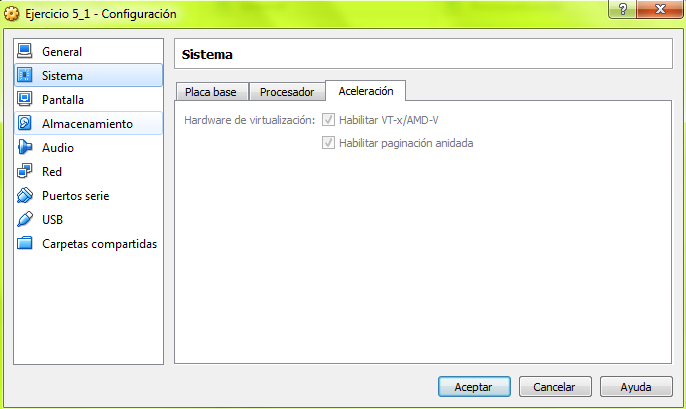 Ejercicio 5_1 - Configuración
General
Sistema
Pantalla
Almacenamiento
Audio
Red
Puertos serie
USB
Carpetas compartidas
Sistema
Placa base Procesador Aceleración
Hardware de virtualización: Habilitar VT-x/AMD-V
Habilitar paginación anidada
Aceptar Cancelar Ayuda